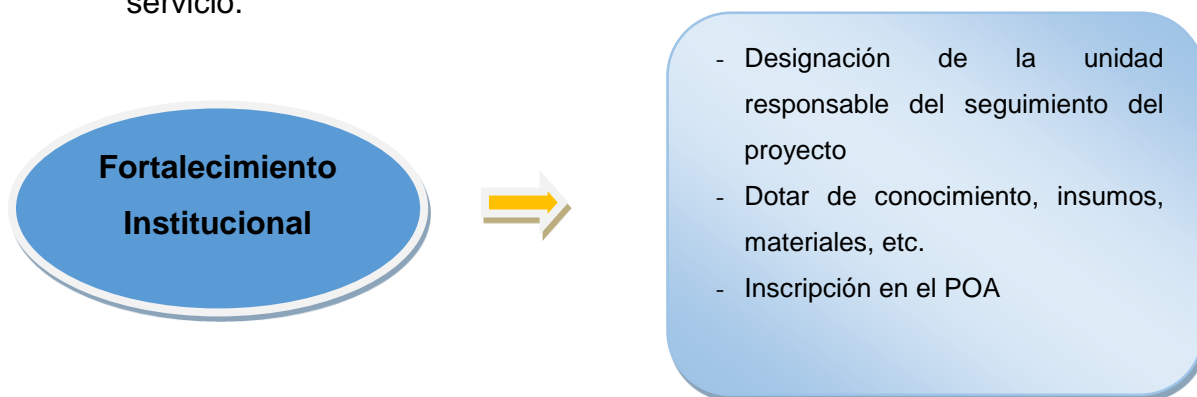 servicio.
Fortalecimiento
Institucional
- Designación de la unidad
responsable del seguimiento del
proyecto
- Dotar de conocimiento, insumos,
materiales, etc.
- Inscripción en el POA